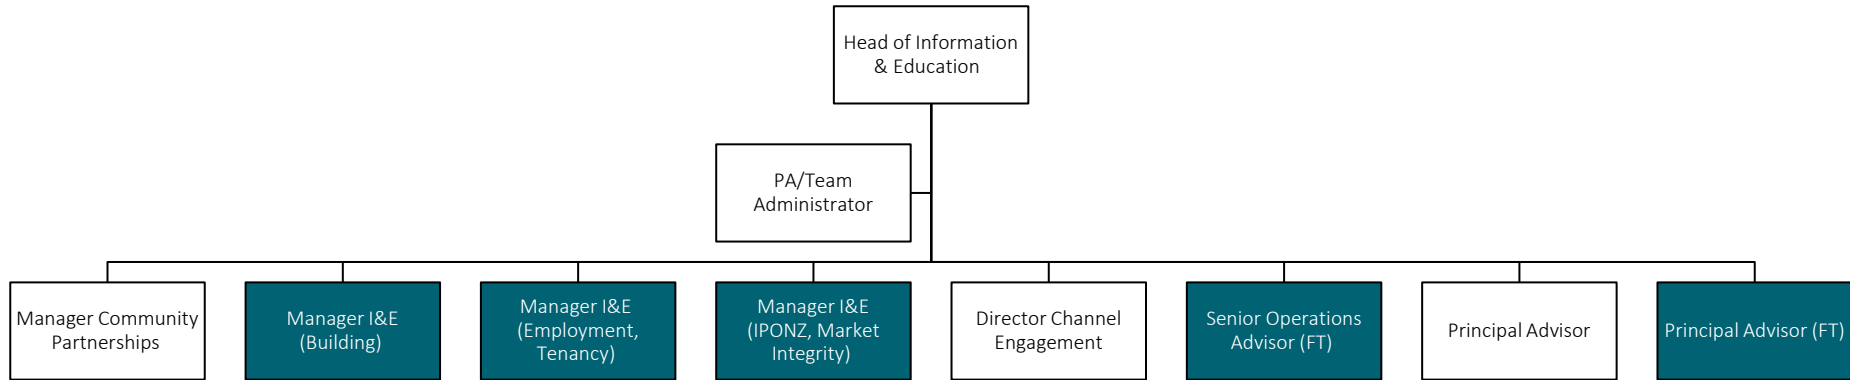 Head of Information
& Education
PA/Team
Administrator
Manager Community
Partnerships
Manager I&E
(Building)
Manager I&E
(Employment,
Tenancy)
Manager I&E
(IPONZ, Market
Integrity)
Director Channel
Engagement
Senior Operations
Advisor (FT)
Principal Advisor
Principal Advisor (FT)